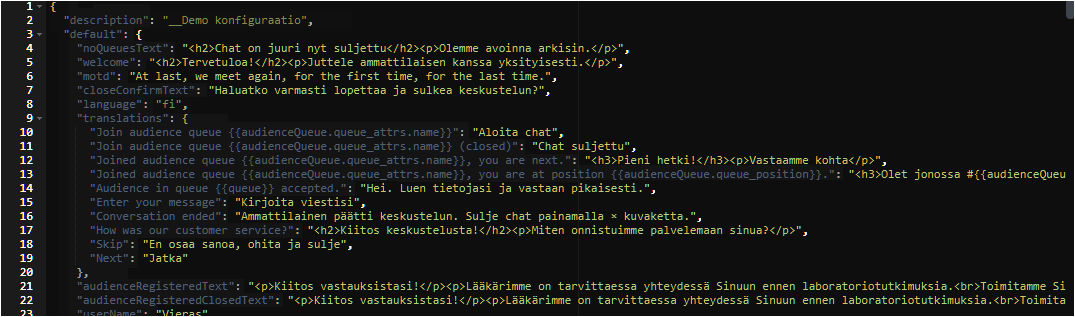 1 {
2 "description": "__Demo konfiguraatio",
3 "default": {
4 "noQueuesText": "<h2>Chat on juuri nyt suljettu</h2><p>Olemme avoinna arkisin.</p>",
5 "welcome": "<h2>Tervetuloa!</h2><p>Juttele ammattilaisen kanssa yksityisesti.</p>",
6 "motd": "At last, we meet again, for the first time, for the last time.",
7 "closeConfirmText": "Haluatko varmasti lopettaa ja sulkea keskustelun?",
8 "language": "fi",
9 "translations": {
10 "Join audience queue {{audienceQueue.queue_attrs.name}}": "Aloita chat",
11 "Join audience queue {{audienceQueue.queue_attrs.name}} (closed)": "Chat suljettu",
12 "Joined audience queue {{audienceQueue.queue_attrs.name}}, you are next.": "<h3>Pieni hetki!</h3><p>Vastaamme kohta</p>",
13 "Joined audience queue {{audienceQueue.queue_attrs.name}}, you are at position {{audienceQueue.queue_position}}.": "<h3>Olet jonossa #{{audienceQueu
14 "Audience in queue {{queue}} accepted.": "Hei. Luen tietojasi ja vastaan pikaisesti.",
15 "Enter your message": "Kirjoita viestisi",
16 "Conversation ended": "Ammattilainen päätti keskustelun. Sulje chat painamalla × kuvaketta.",
17 "How was our customer service?": "<h2>Kiitos keskustelusta!</h2><p>Miten onnistuimme palvelemaan sinua?</p>",
18 "Skip": "En osaa sanoa, ohita ja sulje",
19 "Next": "Jatka"
20 },
21 "audienceRegisteredText": "<p>Kiitos vastauksistasi!</p><p>Lääkärimme on tarvittaessa yhteydessä Sinuun ennen laboratoriotutkimuksia.<br>Toimitamme Si
22 "audienceRegisteredClosedText": "<p>Kiitos vastauksistasi!</p><p>Lääkärimme on tarvittaessa yhteydessä Sinuun ennen laboratoriotutkimuksia.<br>Toimita
23 "userName": "Vieras"